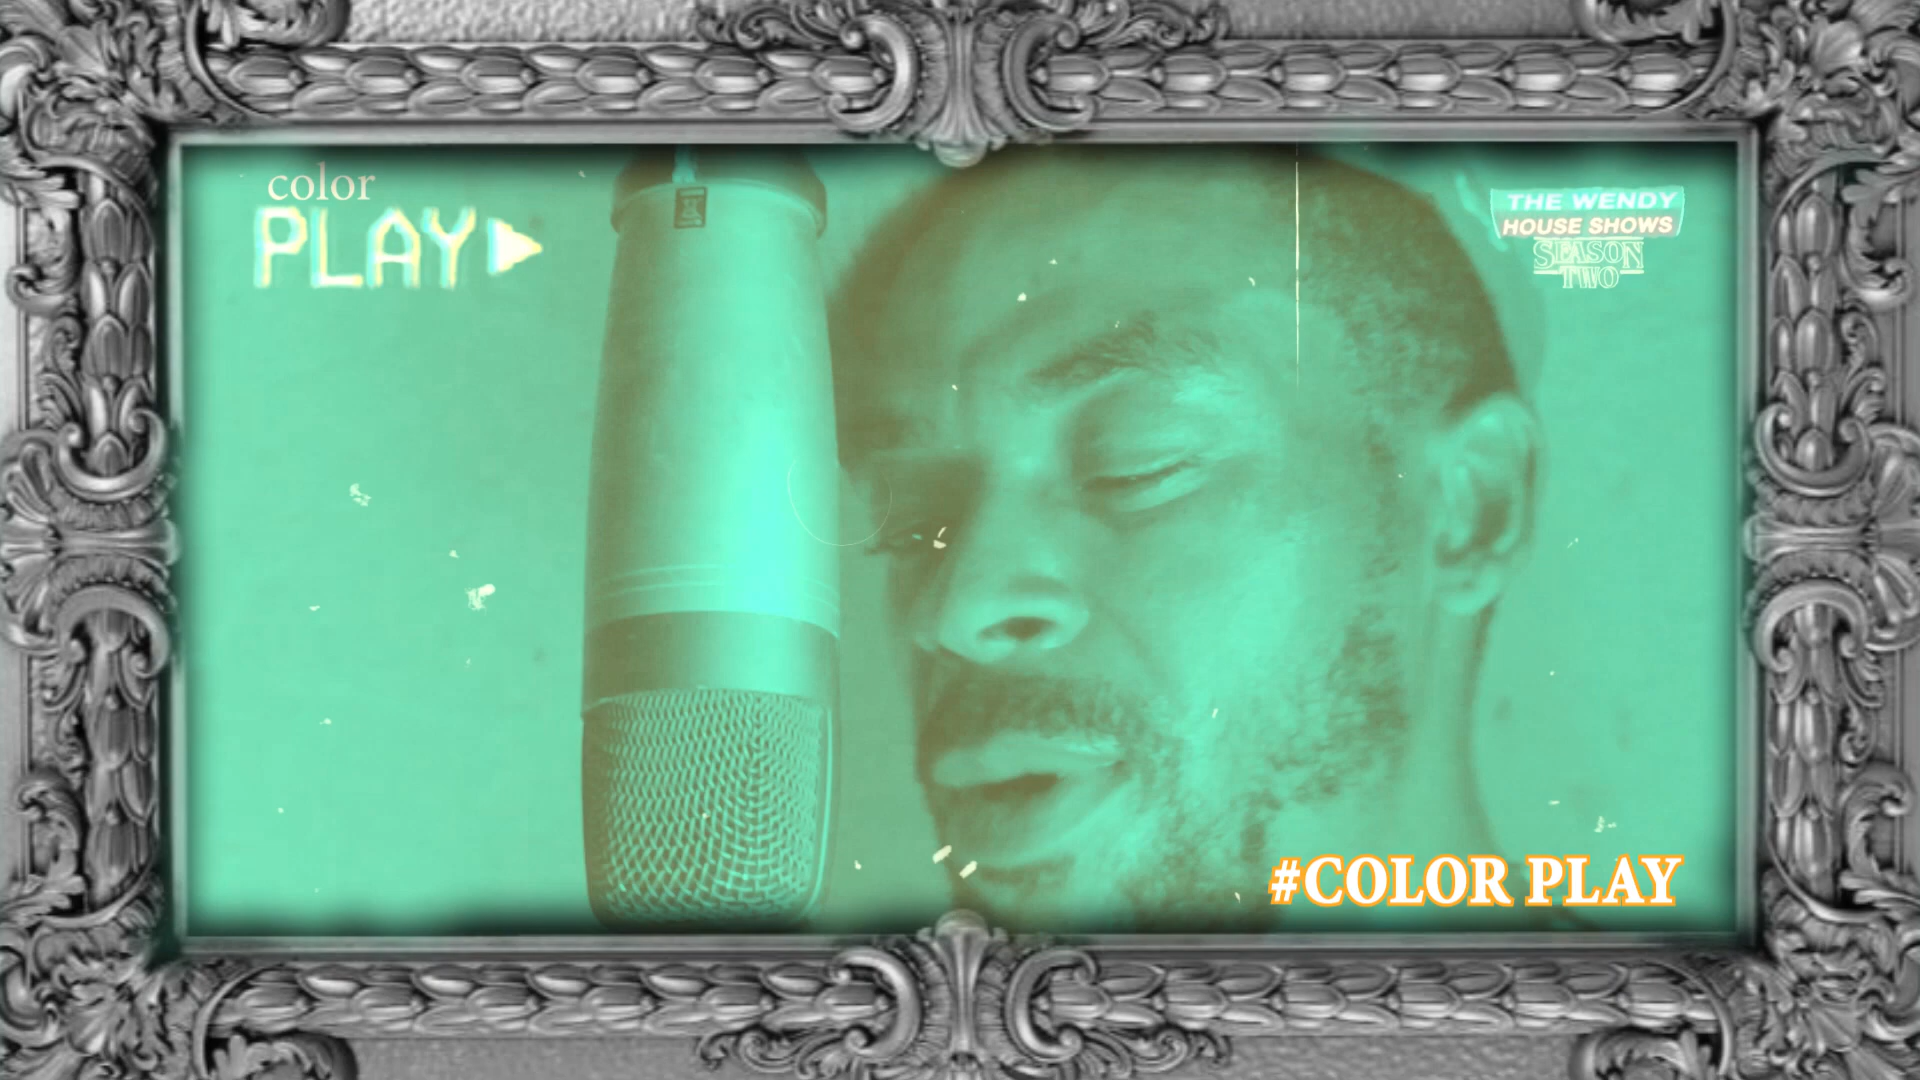 color
PLAY
THE WENDY
HOUSE SHOWS
SEASON
TWO
#COLOR PLAY